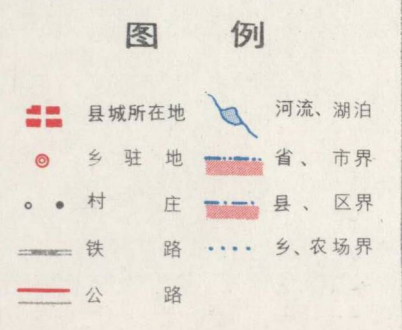 图 例
县城所在地
乡驻地
村庄
铁路
公路
河流、湖泊
省、市界
县、区界
乡、农场界